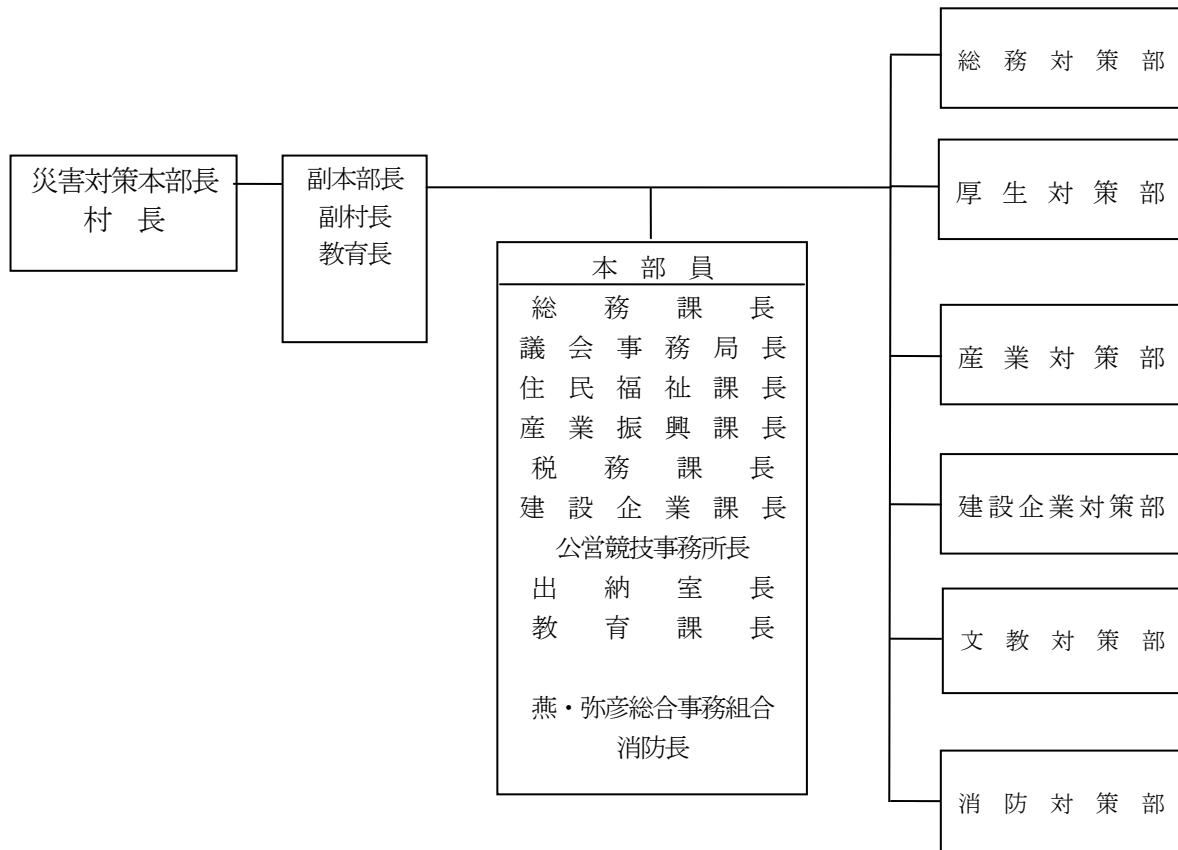 災害対策本部長
村 長
副本部長
副村長
教育長
本 部 員
総 務 課 長
議 会 事 務 局 長
住 民 福 祉 課 長
産 業 振 興 課 長
税 務 課 長
建 設 企 業 課 長
公営競技事務所長
出 納 室 長
教 育 課 長
燕・弥彦総合事務組合
消防長
総 務 対 策 部
厚 生 対 策 部
産 業 対 策 部
建設企業対策部
文 教 対 策 部
消 防 対 策 部